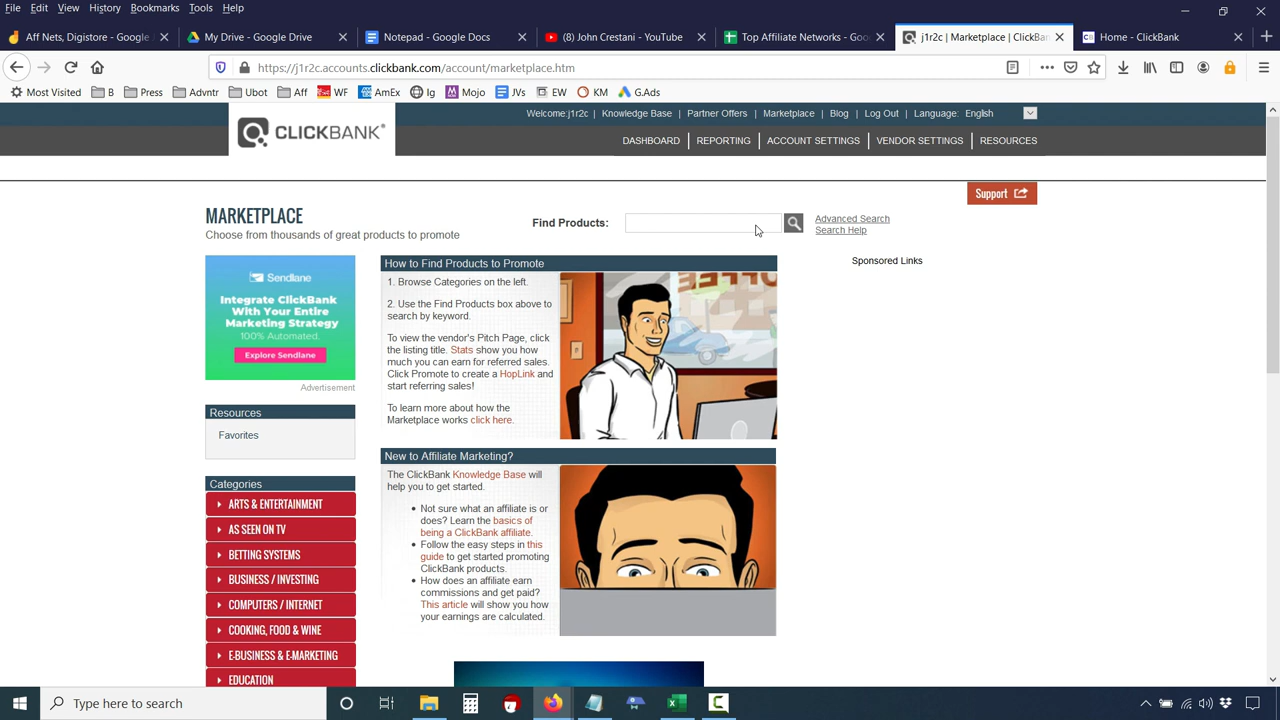 File Edit View History Bookmarks Tools Help
Aff Nets, Digistore - Google
My Drive - Google Drive
Notepad - Google Docs
(8) John Crestani - YouTube
Top Affiliate Networks - Goo
j1r2c | Marketplace | ClickBan
Home - ClickBank
https://j1r2c.accounts.clickbank.com/account/marketplace.htm
Most Visited B Press Advntr Ubot Aff WF AmEx Ig Mojo JVs EW KM G.Ads
Welcome:j1r2c | Knowledge Base | Partner Offers | Marketplace | Blog | Log Out | Language: English
CLICKBANK®
DASHBOARD | REPORTING | ACCOUNT SETTINGS | VENDOR SETTINGS | RESOURCES
Support
MARKETPLACE
Choose from thousands of great products to promote
Find Products:
Advanced Search
Search Help
Sponsored Links
Sendlane
Integrate ClickBank
With Your Entire
Marketing Strategy
100% Automated.
Explore Sendlane
Advertisement
Resources
Favorites
Categories
ARTS & ENTERTAINMENT
AS SEEN ON TV
BETTING SYSTEMS
BUSINESS / INVESTING
COMPUTERS / INTERNET
COOKING, FOOD & WINE
E-BUSINESS & E-MARKETING
EDUCATION
How to Find Products to Promote
1. Browse Categories on the left.
2. Use the Find Products box above to
search by keyword.
To view the vendor's Pitch Page, click
the listing title. Stats show you how
much you can earn for referred sales.
Click Promote to create a HopLink and
start referring sales!
To learn more about how the
Marketplace works click here.
New to Affiliate Marketing?
The ClickBank Knowledge Base will
help you to get started.
Not sure what an affiliate is or
does? Learn the basics of
being a ClickBank affiliate.
Follow the easy steps in this
guide to get started promoting
ClickBank products.
How does an affiliate earn
commissions and get paid?
This article will show you how
your earnings are calculated.
Type here to search